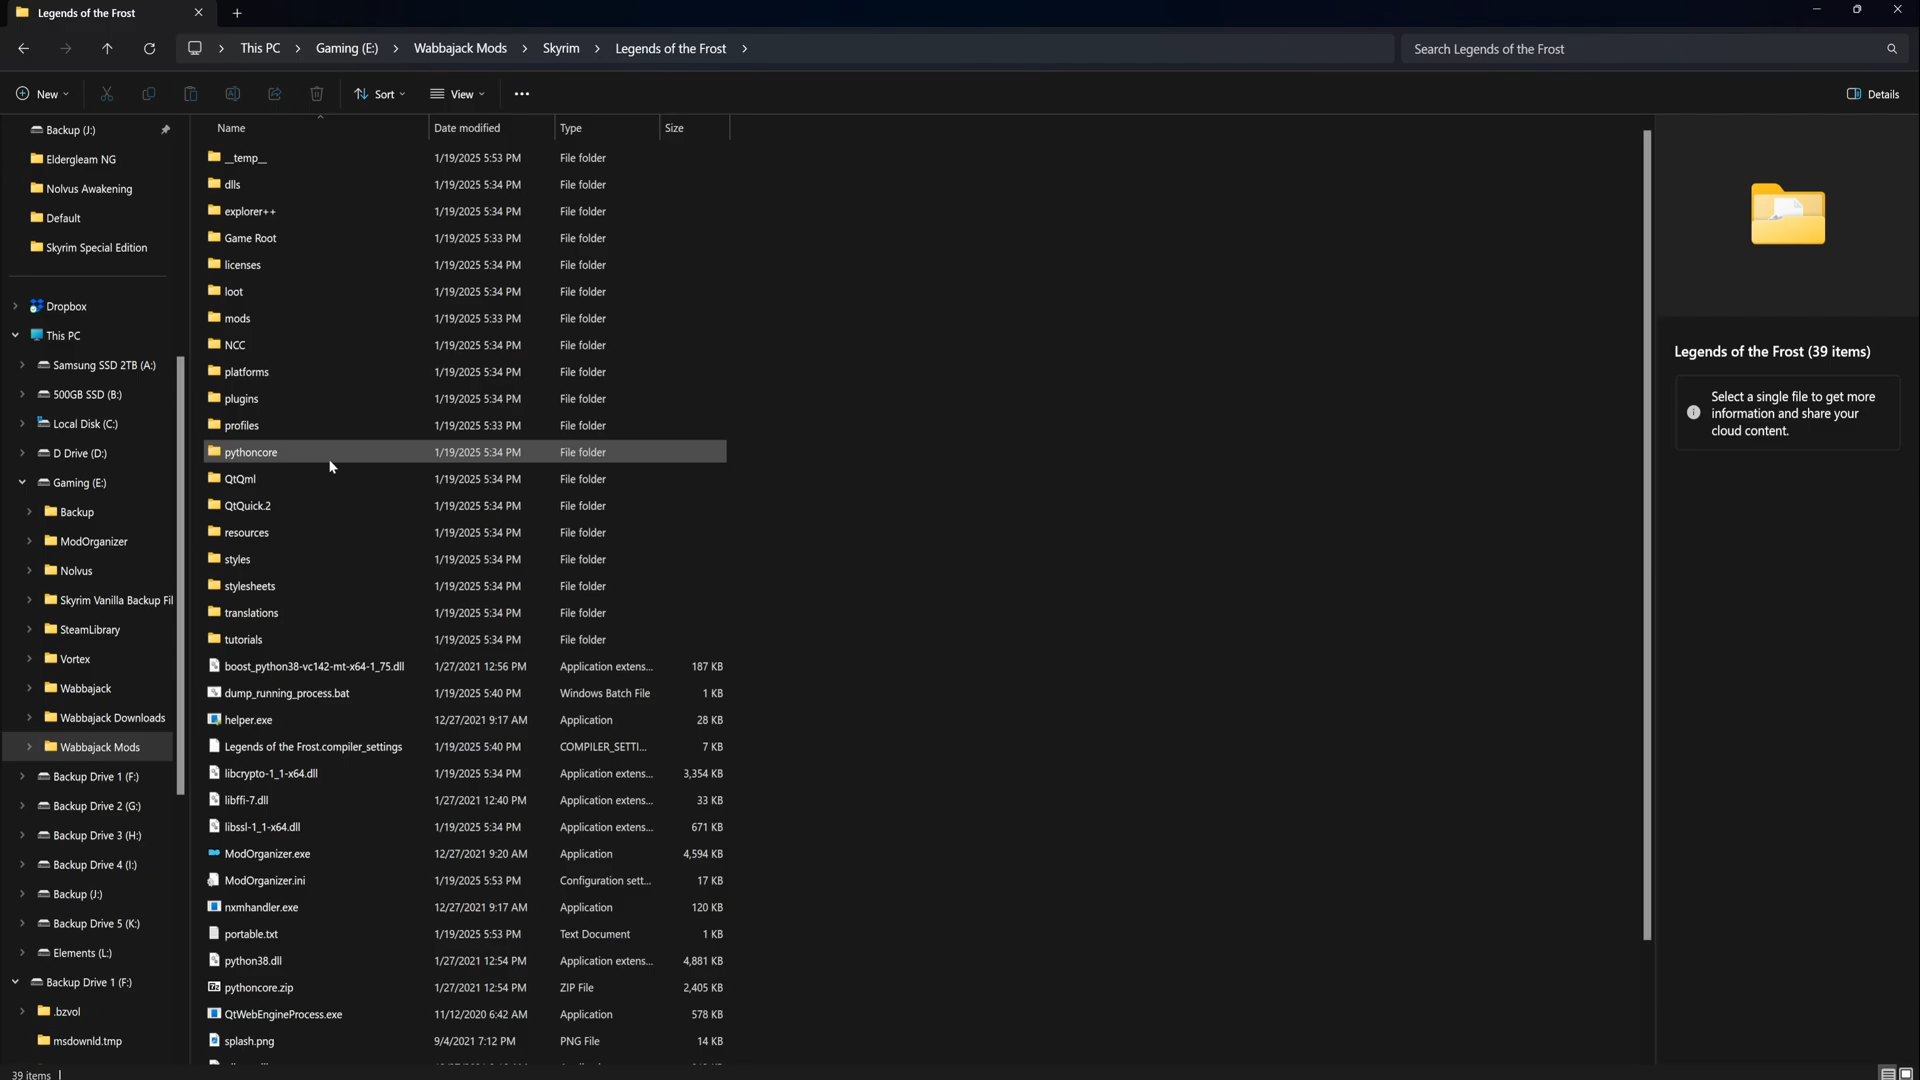 Legends of the Frost
This PC
Gaming (E:)
Wabbajack Mods
Skyrim
Legends of the Frost
Search Legends of the Frost
New
Sort
View
Details
Backup (J:)
Eldergleam NG
Nolvus Awakening
Default
Skyrim Special Edition
Dropbox
This PC
Samsung SSD 2TB (A:)
500GB SSD (B:)
Local Disk (C:)
D Drive (D:)
Gaming (E:)
Backup
ModOrganizer
Nolvus
Skyrim Vanilla Backup Fil
SteamLibrary
Vortex
Wabbajack
Wabbajack Downloads
Wabbajack Mods
Backup Drive 1 (F:)
Backup Drive 2 (G:)
Backup Drive 3 (H:)
Backup Drive 4 (I:)
Backup (J:)
Backup Drive 5 (K:)
Elements (L:)
Backup Drive 1 (F:)
.bzvol
msdownld.tmp
Name Date modified Type Size
__temp__ 1/19/2025 5:53 PM File folder
dlls 1/19/2025 5:34 PM File folder
explorer++ 1/19/2025 5:34 PM File folder
Game Root 1/19/2025 5:33 PM File folder
licenses 1/19/2025 5:34 PM File folder
loot 1/19/2025 5:34 PM File folder
mods 1/19/2025 5:33 PM File folder
NCC 1/19/2025 5:34 PM File folder
platforms 1/19/2025 5:34 PM File folder
plugins 1/19/2025 5:34 PM File folder
profiles 1/19/2025 5:33 PM File folder
pythoncore 1/19/2025 5:34 PM File folder
QtQml 1/19/2025 5:34 PM File folder
QtQuick.2 1/19/2025 5:34 PM File folder
resources 1/19/2025 5:34 PM File folder
styles 1/19/2025 5:34 PM File folder
stylesheets 1/19/2025 5:34 PM File folder
translations 1/19/2025 5:34 PM File folder
tutorials 1/19/2025 5:34 PM File folder
boost_python38-vc142-mt-x64-1_75.dll 1/27/2021 12:56 PM Application extens... 187 KB
dump_running_process.bat 1/19/2025 5:40 PM Windows Batch File 1 KB
helper.exe 12/27/2021 9:17 AM Application 28 KB
Legends of the Frost.compiler_settings 1/19/2025 5:40 PM COMPILER_SETTI... 7 KB
libcrypto-1_1-x64.dll 1/19/2025 5:34 PM Application extens... 3,354 KB
libffi-7.dll 1/27/2021 12:40 PM Application extens... 33 KB
libssl-1_1-x64.dll 1/19/2025 5:34 PM Application extens... 671 KB
ModOrganizer.exe 12/27/2021 9:20 AM Application 4,594 KB
ModOrganizer.ini 1/19/2025 5:53 PM Configuration sett... 17 KB
nxmhandler.exe 12/27/2021 9:17 AM Application 120 KB
portable.txt 1/19/2025 5:53 PM Text Document 1 KB
python38.dll 1/27/2021 12:54 PM Application extens... 4,881 KB
pythoncore.zip 1/27/2021 12:54 PM ZIP File 2,405 KB
QtWebEngineProcess.exe 11/12/2020 6:42 AM Application 578 KB
splash.png 9/4/2021 7:12 PM PNG File 14 KB
Legends of the Frost (39 items)
Select a single file to get more
information and share your
cloud content.
39 items